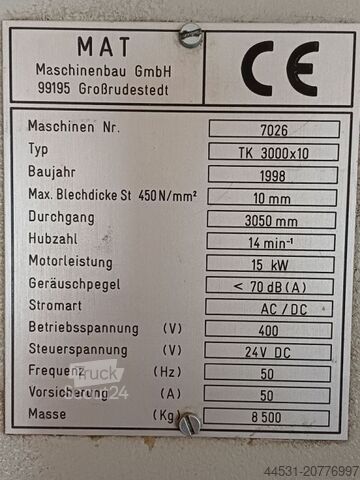 MAT
Maschinenbau GmbH
99195 Großrudestedt
CE
Maschinen Nr. 7026
Typ TK 3000x10
Baujahr 1998
Max. Blechdicke St 450 N/mm² 10 mm
Durchgang 3050 mm
Hubzahl 14 min⁻¹
Motorleistung 15 kW
Geräuschpegel < 70 dB(A)
Stromart AC / DC
Betriebsspannung (V) 400
Steuerspannung (V) 24V DC
Frequenz (Hz) 50
Vorsicherung (A) 50
Masse (Kg) 8 500
44531-20776997